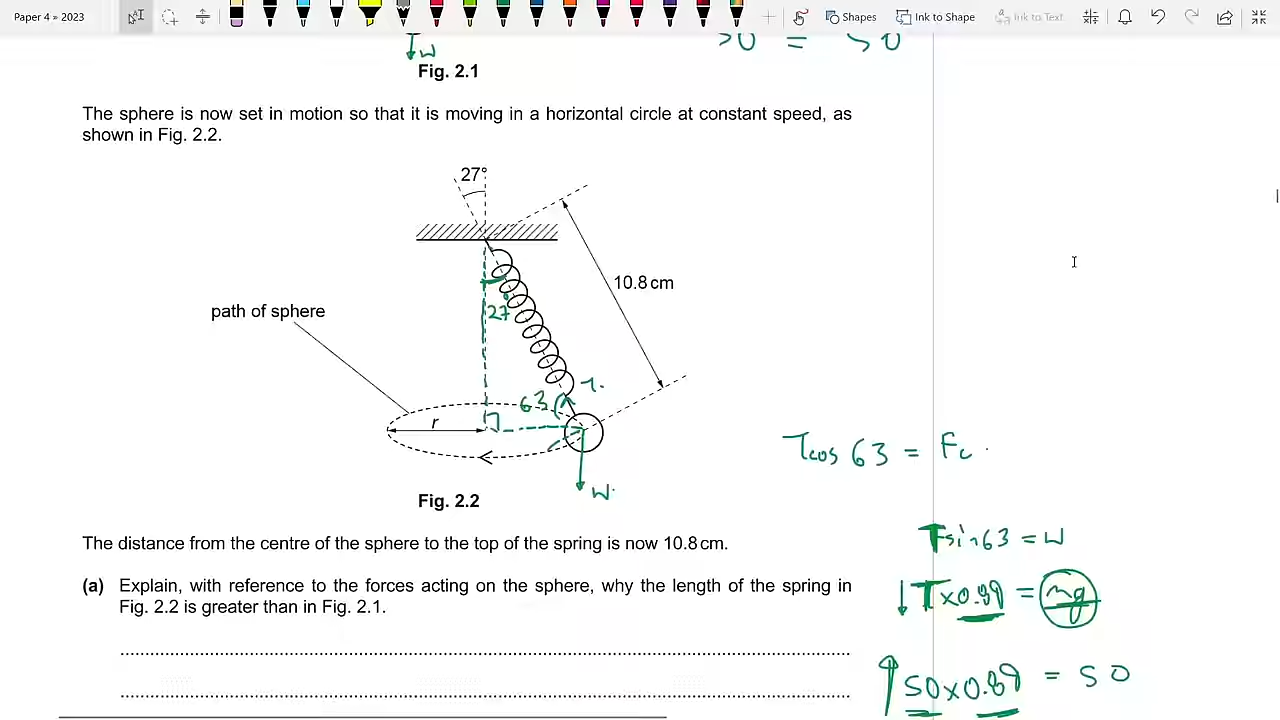 Paper 4 » 2023
Shapes
Ink to Shape
Ink to Text
W
50 = 50
Fig. 2.1
The sphere is now set in motion so that it is moving in a horizontal circle at constant speed, as
shown in Fig. 2.2.
27°
10.8 cm
27°
path of sphere
T.
63
r
W.
Tcos 63 = Fc.
Fig. 2.2
Tsin63 = W
The distance from the centre of the sphere to the top of the spring is now 10.8 cm.
(a) Explain, with reference to the forces acting on the sphere, why the length of the spring in
Fig. 2.2 is greater than in Fig. 2.1.
↓ T×0.89 = mg
↑ 50×0.89 = 50